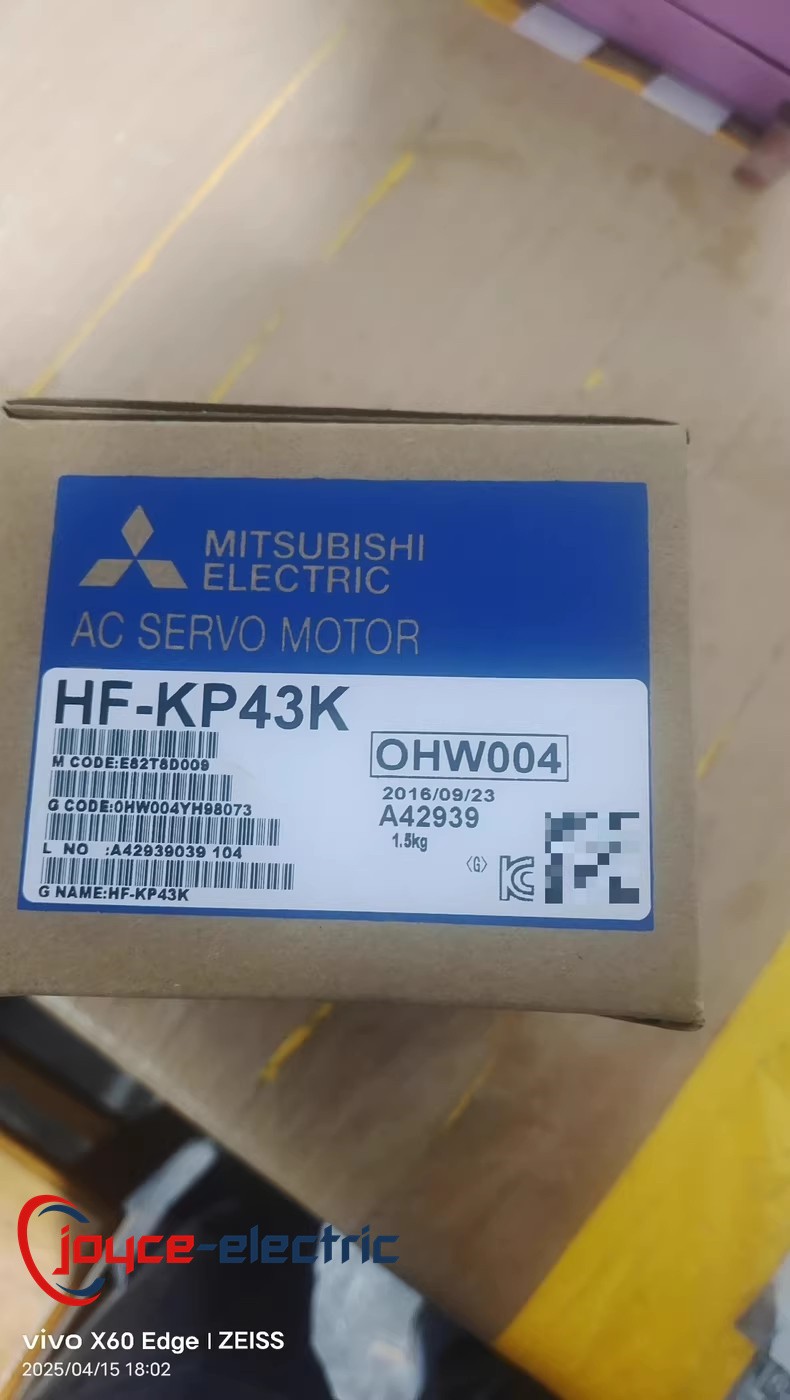 MITSUBISHI
ELECTRIC
AC SERVO MOTOR
HF-KP43K
M CODE:E82T8D009
G CODE:0HW004YH98073
L NO :A42939039 104
G NAME:HF-KP43K
OHW004
2016/09/23
A42939
1.5kg
〈G〉
joyce-electric
vivo X60 Edge | ZEISS
2025/04/15 18:02